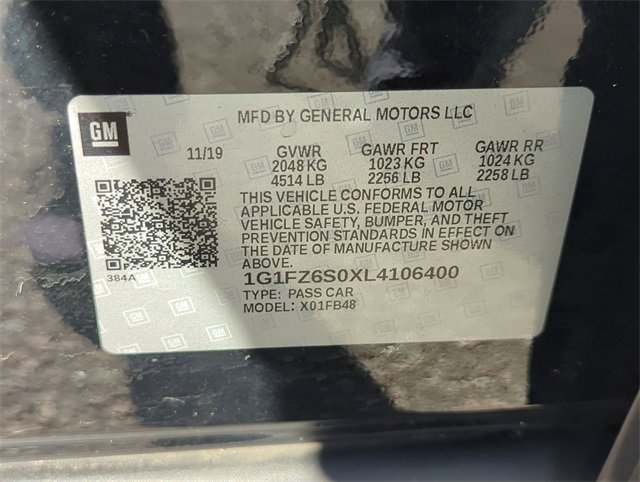 GM
MFD BY GENERAL MOTORS LLC
11/19 GVWR GAWR FRT GAWR RR
2048 KG 1023 KG 1024 KG
4514 LB 2256 LB 2258 LB
THIS VEHICLE CONFORMS TO ALL
APPLICABLE U.S. FEDERAL MOTOR
VEHICLE SAFETY, BUMPER, AND THEFT
PREVENTION STANDARDS IN EFFECT ON
THE DATE OF MANUFACTURE SHOWN
ABOVE.
384A
1G1FZ6S0XL4106400
TYPE: PASS CAR
MODEL: X01FB48